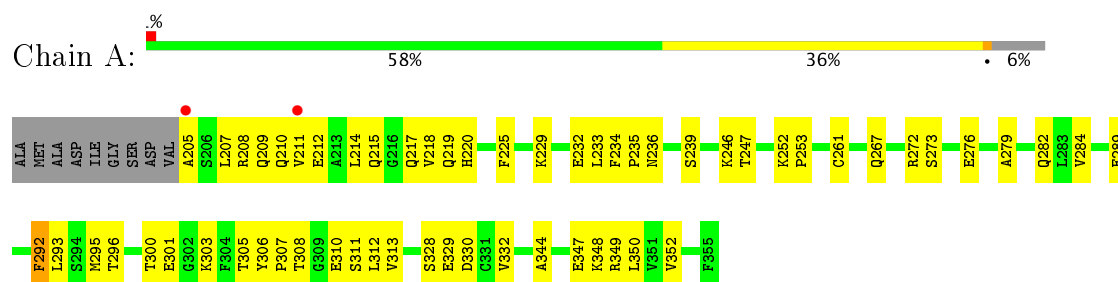 .%
Chain A:
58% 36% • 6%
ALA MET ALA ASP ILE GLY SER ASP VAL A205 S206 L207 R208 Q209 Q210 V211 E212 A213 L214 Q215 G216 Q217 V218 Q219 H220 F225 K229 E232 L233 F234 P235 N236 S239 K246 T247 K252 P253 C261 Q267 R272 S273 E276 A279 Q282 L283 V284
F292 L293 S294 M295 T296 T300 E301 G302 K303 F304 T305 Y306 P307 T308 G309 E310 S311 L312 V313 S328 E329 D330 C331 V332 A344 E347 K348 R349 L350 V351 V352 F355